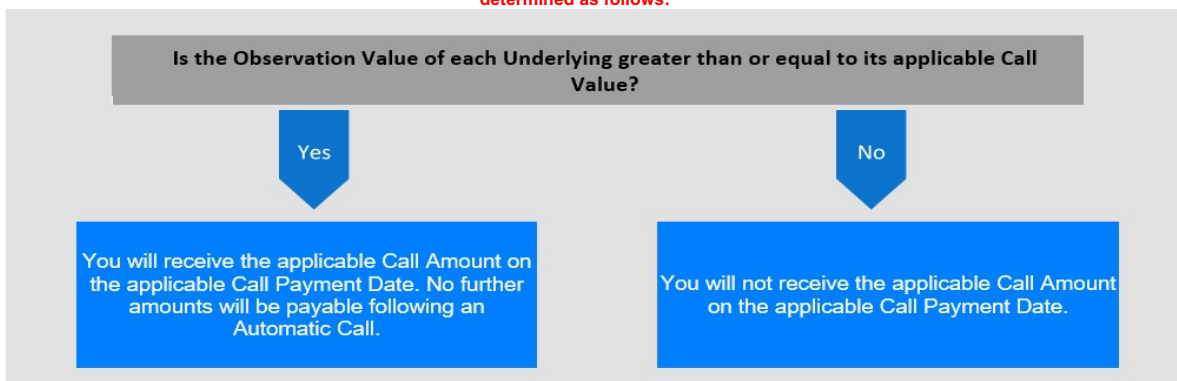 determined as follows:
Is the Observation Value of each Underlying greater than or equal to its applicable Call
Value?
Yes
No
You will receive the applicable Call Amount on
the applicable Call Payment Date. No further
amounts will be payable following an
Automatic Call.
You will not receive the applicable Call Amount
on the applicable Call Payment Date.